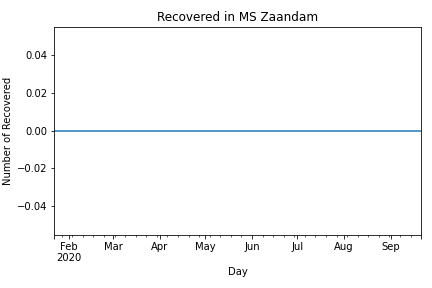 Recovered in MS Zaandam
Number of Recovered
0.04
0.02
0.00
−0.02
−0.04
Feb Mar Apr May Jun Jul Aug Sep
2020
Day